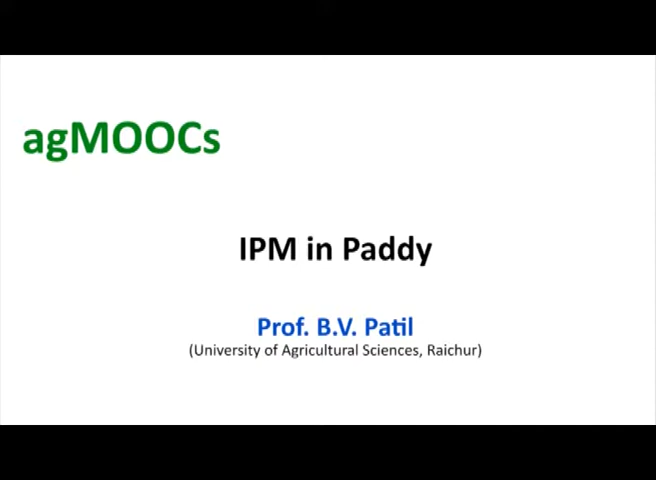 agMOOCs
IPM in Paddy
Prof. B.V. Patil
(University of Agricultural Sciences, Raichur)